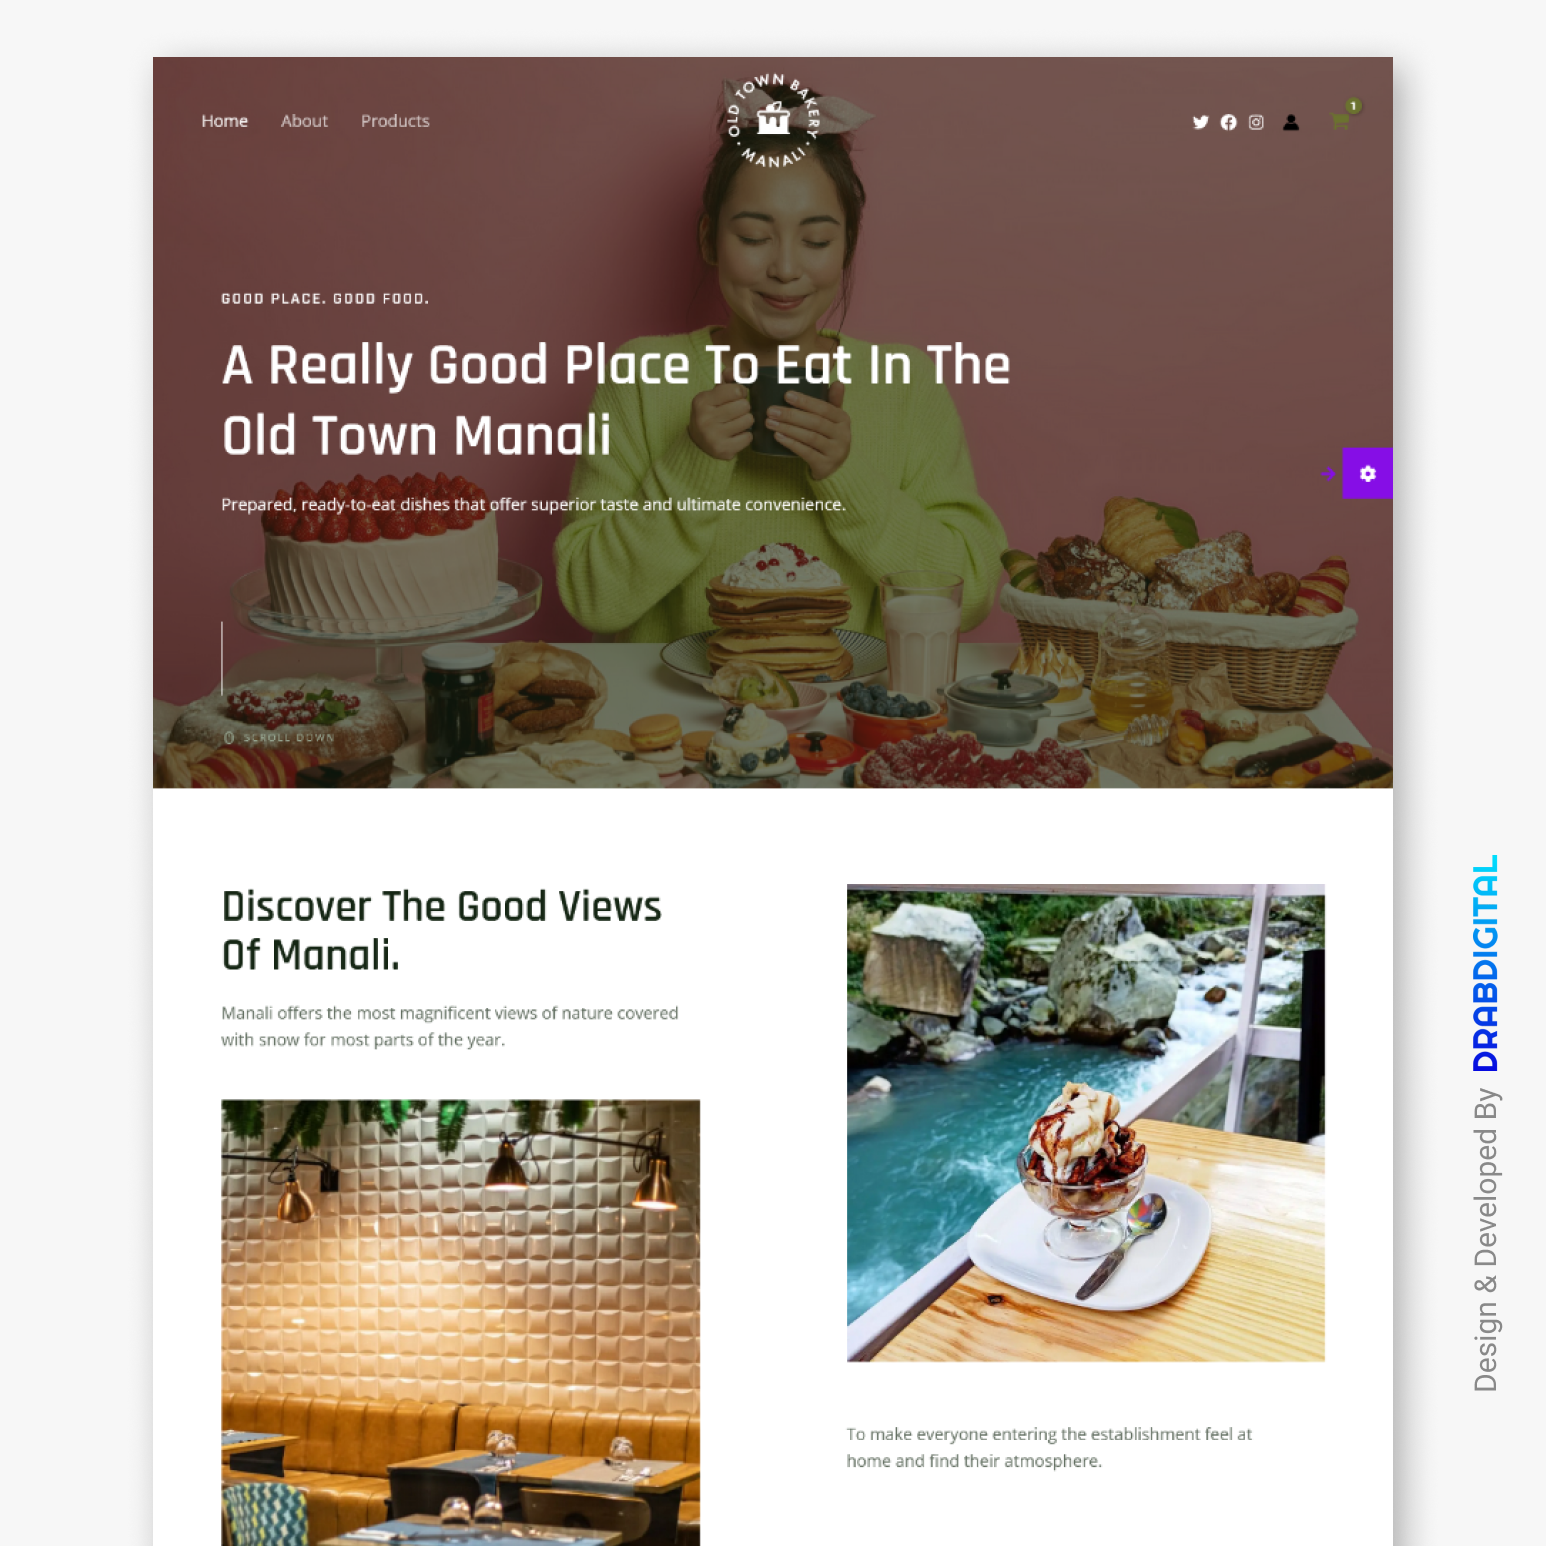 Home About Products
OLD TOWN BAKERY · MANALI ·
1
GOOD PLACE. GOOD FOOD.
A Really Good Place To Eat In The
Old Town Manali
Prepared, ready-to-eat dishes that offer superior taste and ultimate convenience.
SCROLL DOWN
Discover The Good Views
Of Manali.
Manali offers the most magnificent views of nature covered
with snow for most parts of the year.
To make everyone entering the establishment feel at
home and find their atmosphere.
Design & Developed By DRABDIGITAL